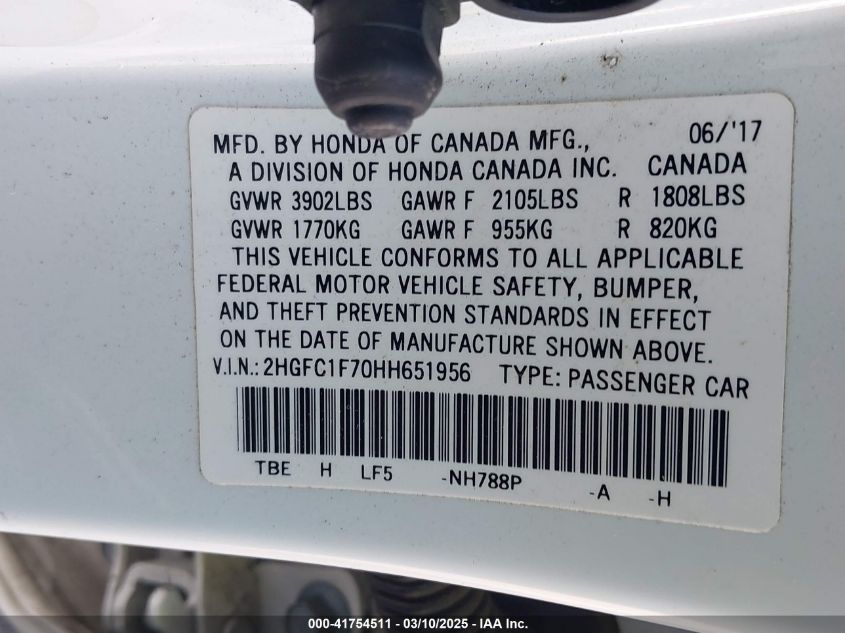 MFD. BY HONDA OF CANADA MFG., 06/'17
A DIVISION OF HONDA CANADA INC. CANADA
GVWR 3902LBS GAWR F 2105LBS R 1808LBS
GVWR 1770KG GAWR F 955KG R 820KG
THIS VEHICLE CONFORMS TO ALL APPLICABLE
FEDERAL MOTOR VEHICLE SAFETY, BUMPER,
AND THEFT PREVENTION STANDARDS IN EFFECT
ON THE DATE OF MANUFACTURE SHOWN ABOVE.
V.I.N.: 2HGFC1F70HH651956 TYPE: PASSENGER CAR
TBE H LF5 -NH788P -A -H
000-41754511 / 03/10/2025 - IAA Inc.